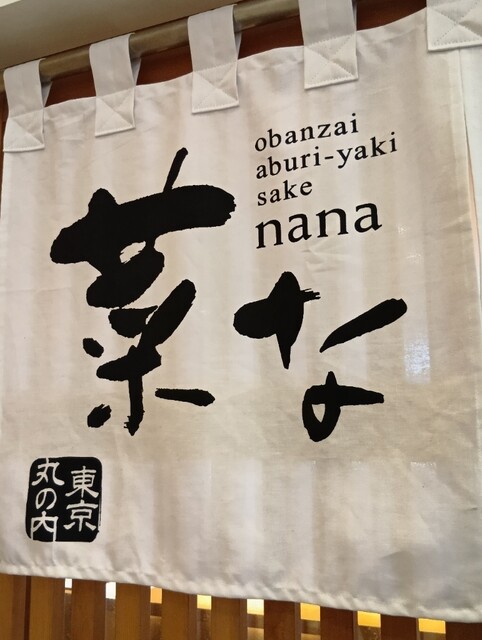 obanzai
aburi-yaki
sake
nana
菜な
東京
丸の内